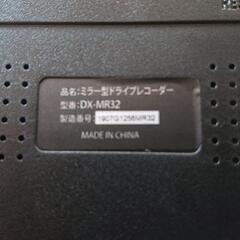 品名:ミラー型ドライブレコーダー
型番:DX-MR32
製造番号:1907G1256MR32
MADE IN CHINA